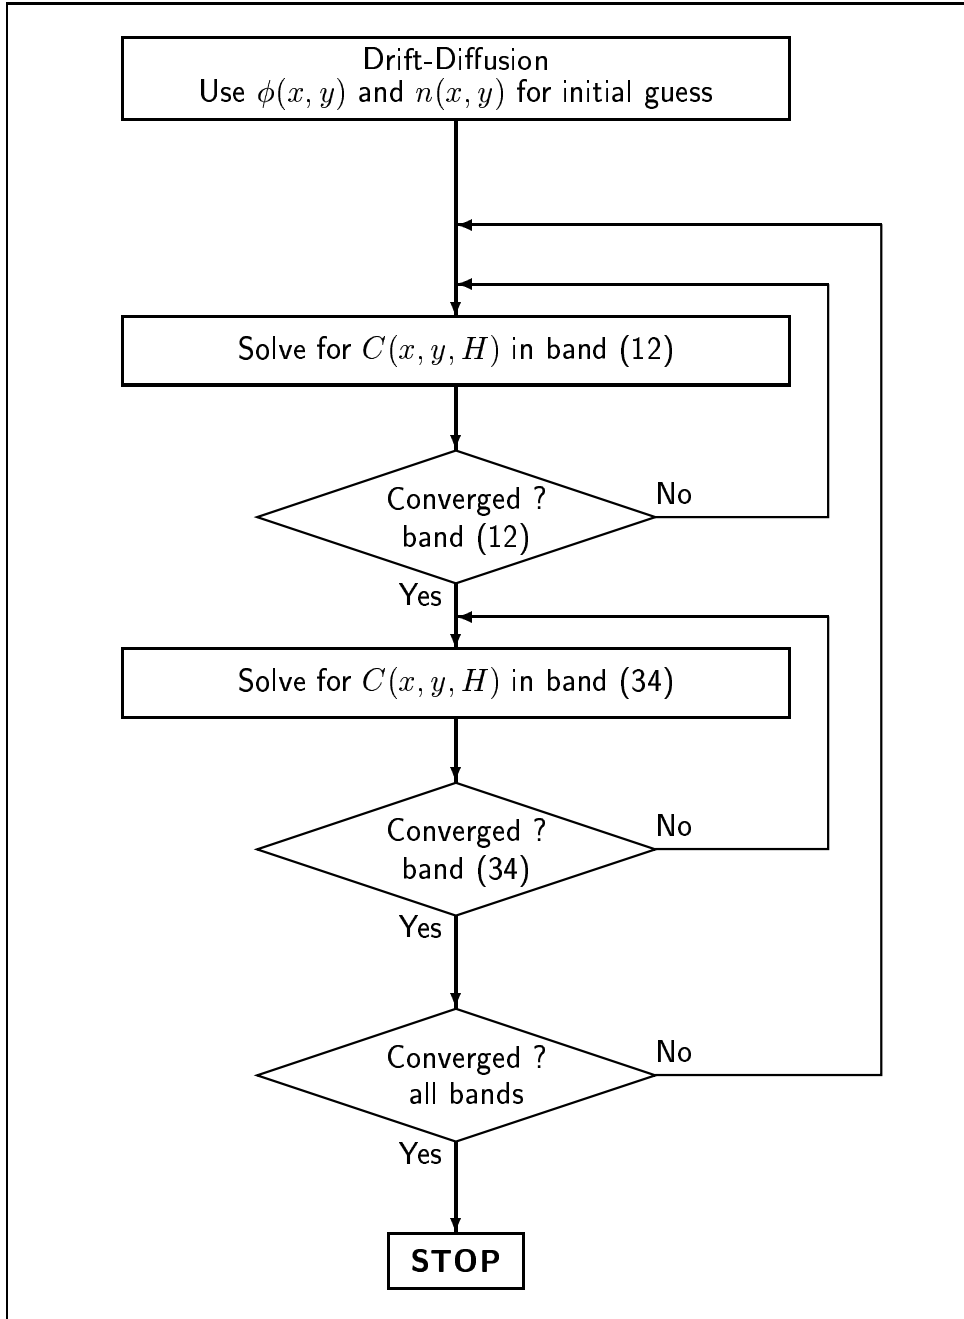 Drift-Diffusion
Use ϕ(x, y) and n(x, y) for initial guess
Solve for C(x, y, H) in band (12)
Converged ?
band (12)
No
Yes
Solve for C(x, y, H) in band (34)
Converged ?
band (34)
No
Yes
Converged ?
all bands
No
Yes
STOP